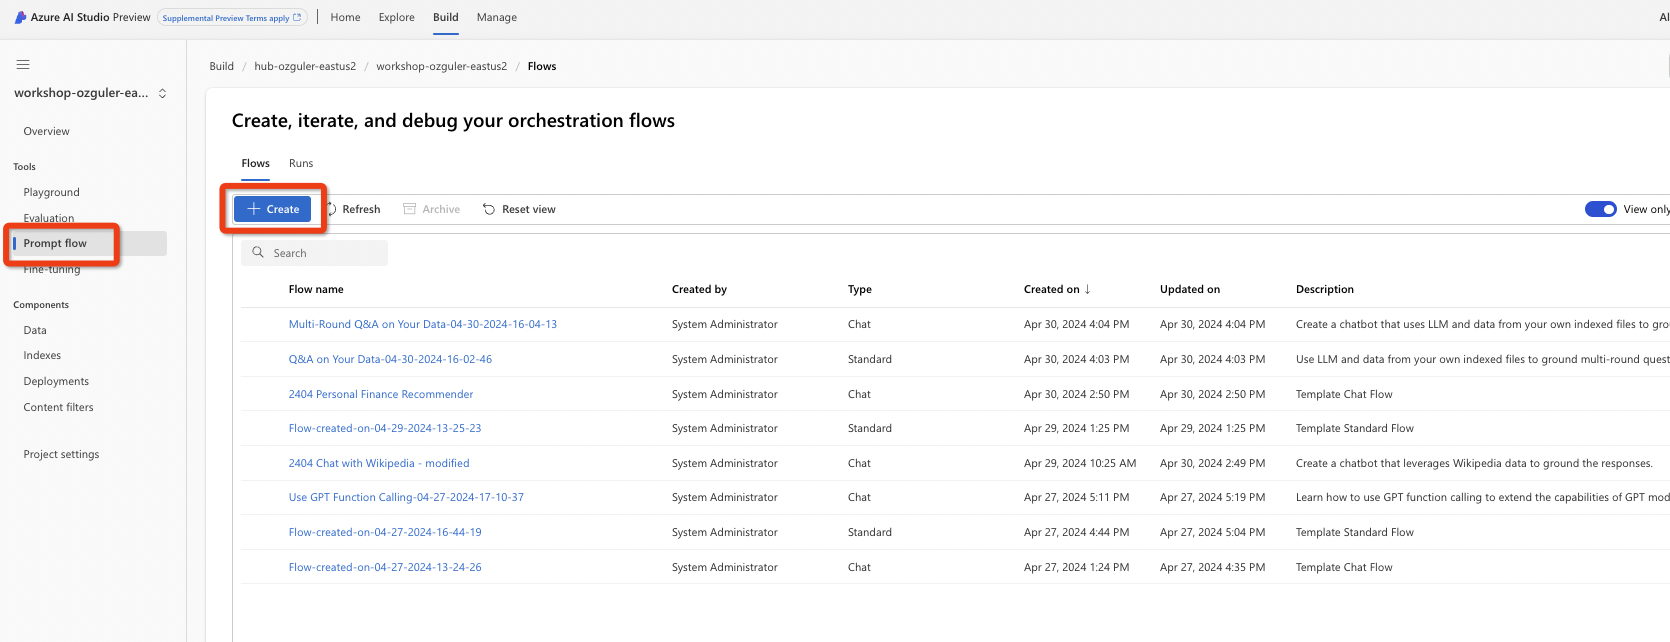 Azure AI Studio Preview Supplemental Preview Terms apply Home Explore Build Manage AI
workshop-ozguler-ea...
Overview
Tools
Playground
Evaluation
Prompt flow
Fine-tuning
Components
Data
Indexes
Deployments
Content filters
Project settings
Build / hub-ozguler-eastus2 / workshop-ozguler-eastus2 / Flows
Create, iterate, and debug your orchestration flows
Flows Runs
+ Create Refresh Archive Reset view View only
Search
Flow name Created by Type Created on ↓ Updated on Description
Multi-Round Q&A on Your Data-04-30-2024-16-04-13 System Administrator Chat Apr 30, 2024 4:04 PM Apr 30, 2024 4:04 PM Create a chatbot that uses LLM and data from your own indexed files to grou
Q&A on Your Data-04-30-2024-16-02-46 System Administrator Standard Apr 30, 2024 4:03 PM Apr 30, 2024 4:03 PM Use LLM and data from your own indexed files to ground multi-round quest
2404 Personal Finance Recommender System Administrator Chat Apr 30, 2024 2:50 PM Apr 30, 2024 2:50 PM Template Chat Flow
Flow-created-on-04-29-2024-13-25-23 System Administrator Standard Apr 29, 2024 1:25 PM Apr 29, 2024 1:25 PM Template Standard Flow
2404 Chat with Wikipedia - modified System Administrator Chat Apr 29, 2024 10:25 AM Apr 30, 2024 2:49 PM Create a chatbot that leverages Wikipedia data to ground the responses.
Use GPT Function Calling-04-27-2024-17-10-37 System Administrator Chat Apr 27, 2024 5:11 PM Apr 27, 2024 5:19 PM Learn how to use GPT function calling to extend the capabilities of GPT mod
Flow-created-on-04-27-2024-16-44-19 System Administrator Standard Apr 27, 2024 4:44 PM Apr 27, 2024 5:04 PM Template Standard Flow
Flow-created-on-04-27-2024-13-24-26 System Administrator Chat Apr 27, 2024 1:24 PM Apr 27, 2024 4:35 PM Template Chat Flow